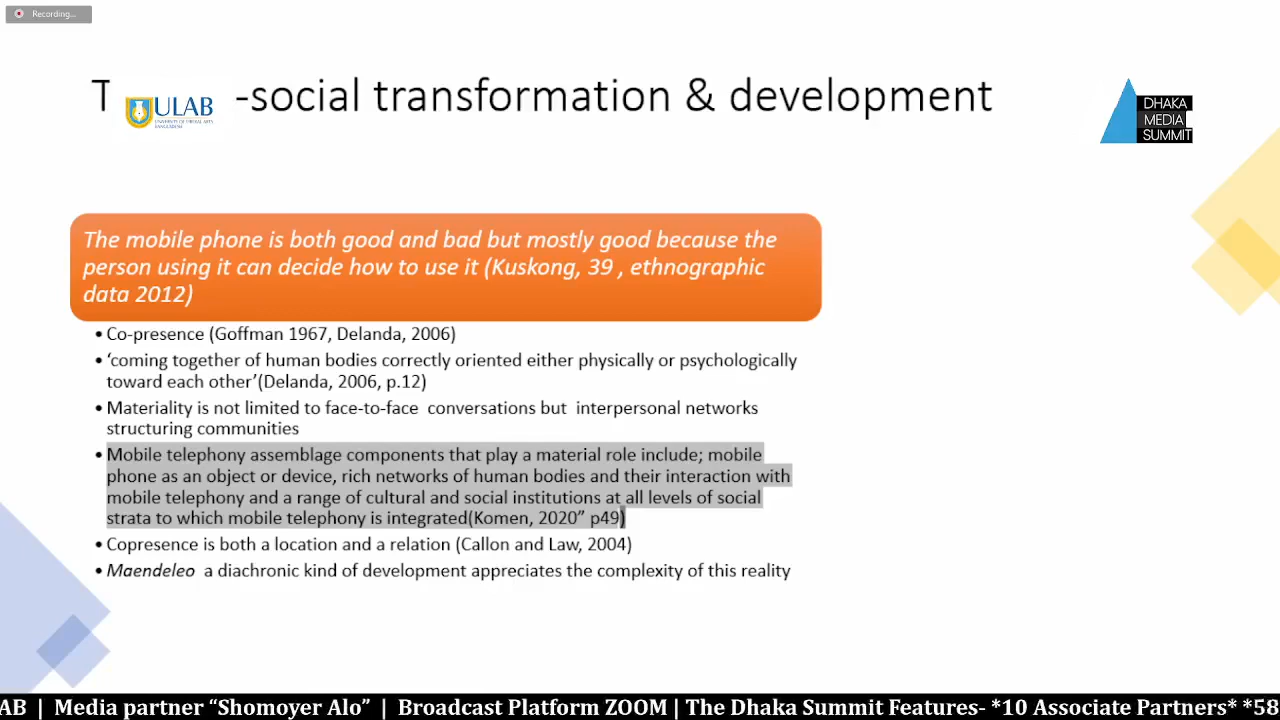 Recording...
T -social transformation & development
ULAB
UNIVERSITY OF LIBERAL ARTS
BANGLADESH
DHAKA
MEDIA
SUMMIT
The mobile phone is both good and bad but mostly good because the
person using it can decide how to use it (Kuskong, 39 , ethnographic
data 2012)
• Co-presence (Goffman 1967, Delanda, 2006)
• ‘coming together of human bodies correctly oriented either physically or psychologically
toward each other’(Delanda, 2006, p.12)
• Materiality is not limited to face-to-face conversations but interpersonal networks
structuring communities
• Mobile telephony assemblage components that play a material role include; mobile
phone as an object or device, rich networks of human bodies and their interaction with
mobile telephony and a range of cultural and social institutions at all levels of social
strata to which mobile telephony is integrated(Komen, 2020” p49)
• Copresence is both a location and a relation (Callon and Law, 2004)
• Maendeleo a diachronic kind of development appreciates the complexity of this reality
AB | Media partner “Shomoyer Alo” | Broadcast Platform ZOOM | The Dhaka Summit Features- *10 Associate Partners* *58